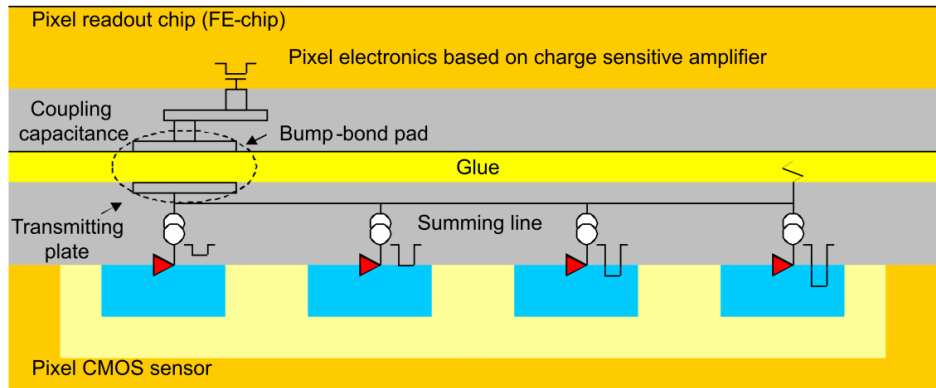 Pixel readout chip (FE-chip)
Pixel electronics based on charge sensitive amplifier
Coupling
capacitance
Bump-bond pad
Glue
Transmitting
plate
Summing line
Pixel CMOS sensor